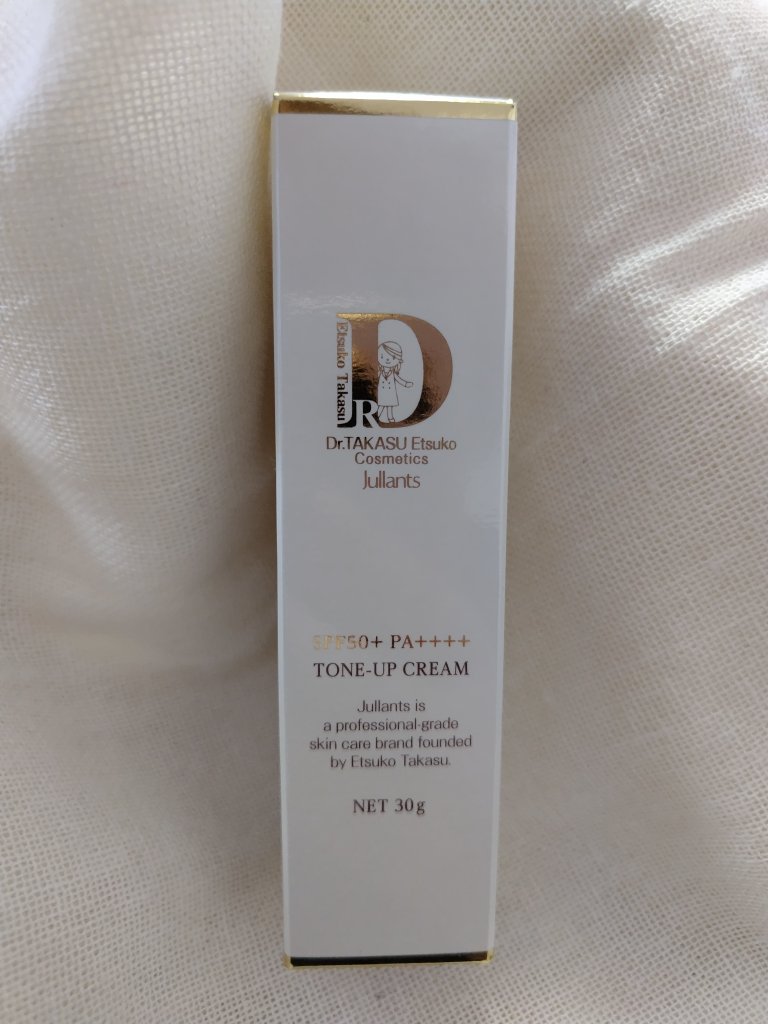 Etsuko Takasu
DR
Dr.TAKASU Etsuko
Cosmetics
Jullants
SPF50+ PA++++
TONE-UP CREAM
Jullants is
a professional-grade
skin care brand founded
by Etsuko Takasu.
NET 30g